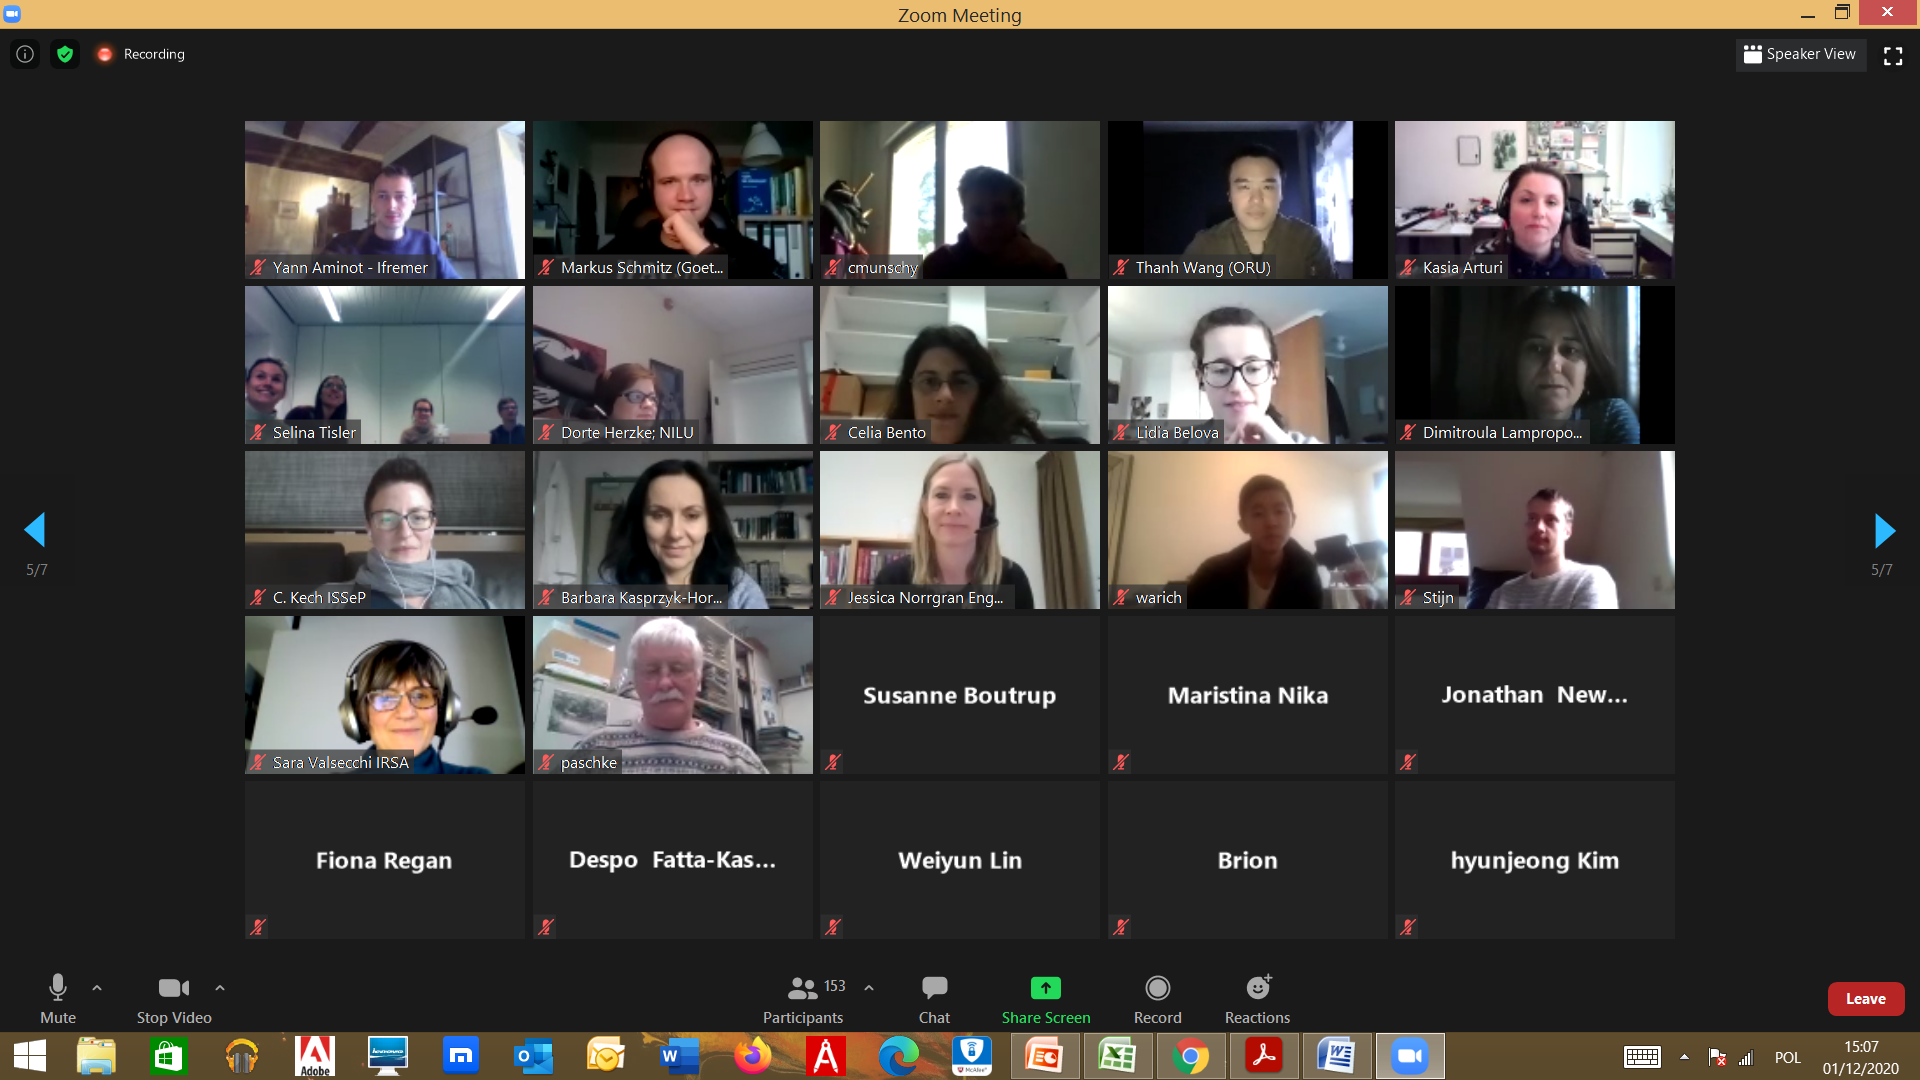 Zoom Meeting
Recording
Speaker View
Yann Aminot - Ifremer
Markus Schmitz (Goet...
cmunschy
Thanh Wang (ORU)
Kasia Arturi
Selina Tisler
Dorte Herzke; NILU
Celia Bento
Lidia Belova
Dimitroula Lampropo...
C. Kech ISSeP
Barbara Kasprzyk-Hor...
Jessica Norrgran Eng...
warich
Stijn
5/7
5/7
Sara Valsecchi IRSA
paschke
Susanne Boutrup
Maristina Nika
Jonathan New...
Fiona Regan
Despo Fatta-Kas...
Weiyun Lin
Brion
hyunjeong Kim
Mute
Stop Video
153
Participants
Chat
Share Screen
Record
Reactions
Leave
Adobe
lenovo
McAfee
POL
15:07
01/12/2020